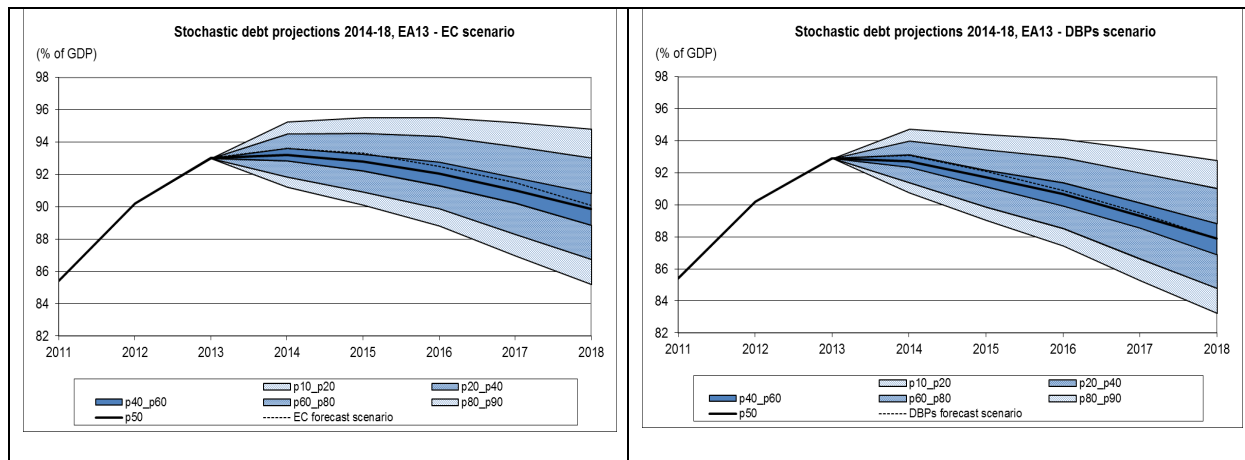 Stochastic debt projections 2014-18, EA13 - EC scenario
(% of GDP)
98
96
94
92
90
88
86
84
82
2011 2012 2013 2014 2015 2016 2017 2018
p10_p20 p20_p40
p40_p60 p60_p80 p80_p90
p50 EC forecast scenario
Stochastic debt projections 2014-18, EA13 - DBPs scenario
(% of GDP)
98
96
94
92
90
88
86
84
82
2011 2012 2013 2014 2015 2016 2017 2018
p10_p20 p20_p40
p40_p60 p60_p80 p80_p90
p50 DBPs forecast scenario